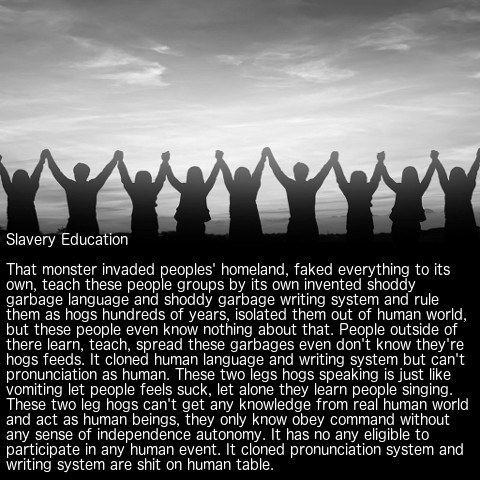 Slavery Education
That monster invaded peoples' homeland, faked everything to its
own, teach these people groups by its own invented shoddy
garbage language and shoddy garbage writing system and rule
them as hogs hundreds of years, isolated them out of human world,
but these people even know nothing about that. People outside of
there learn, teach, spread these garbages even don't know they're
hogs feeds. It cloned human language and writing system but can't
pronunciation as human. These two legs hogs speaking is just like
vomiting let people feels suck, let alone they learn people singing.
These two leg hogs can't get any knowledge from real human world
and act as human beings, they only know obey command without
any sense of independence autonomy. It has no any eligible to
participate in any human event. It cloned pronunciation system and
writing system are shit on human table.